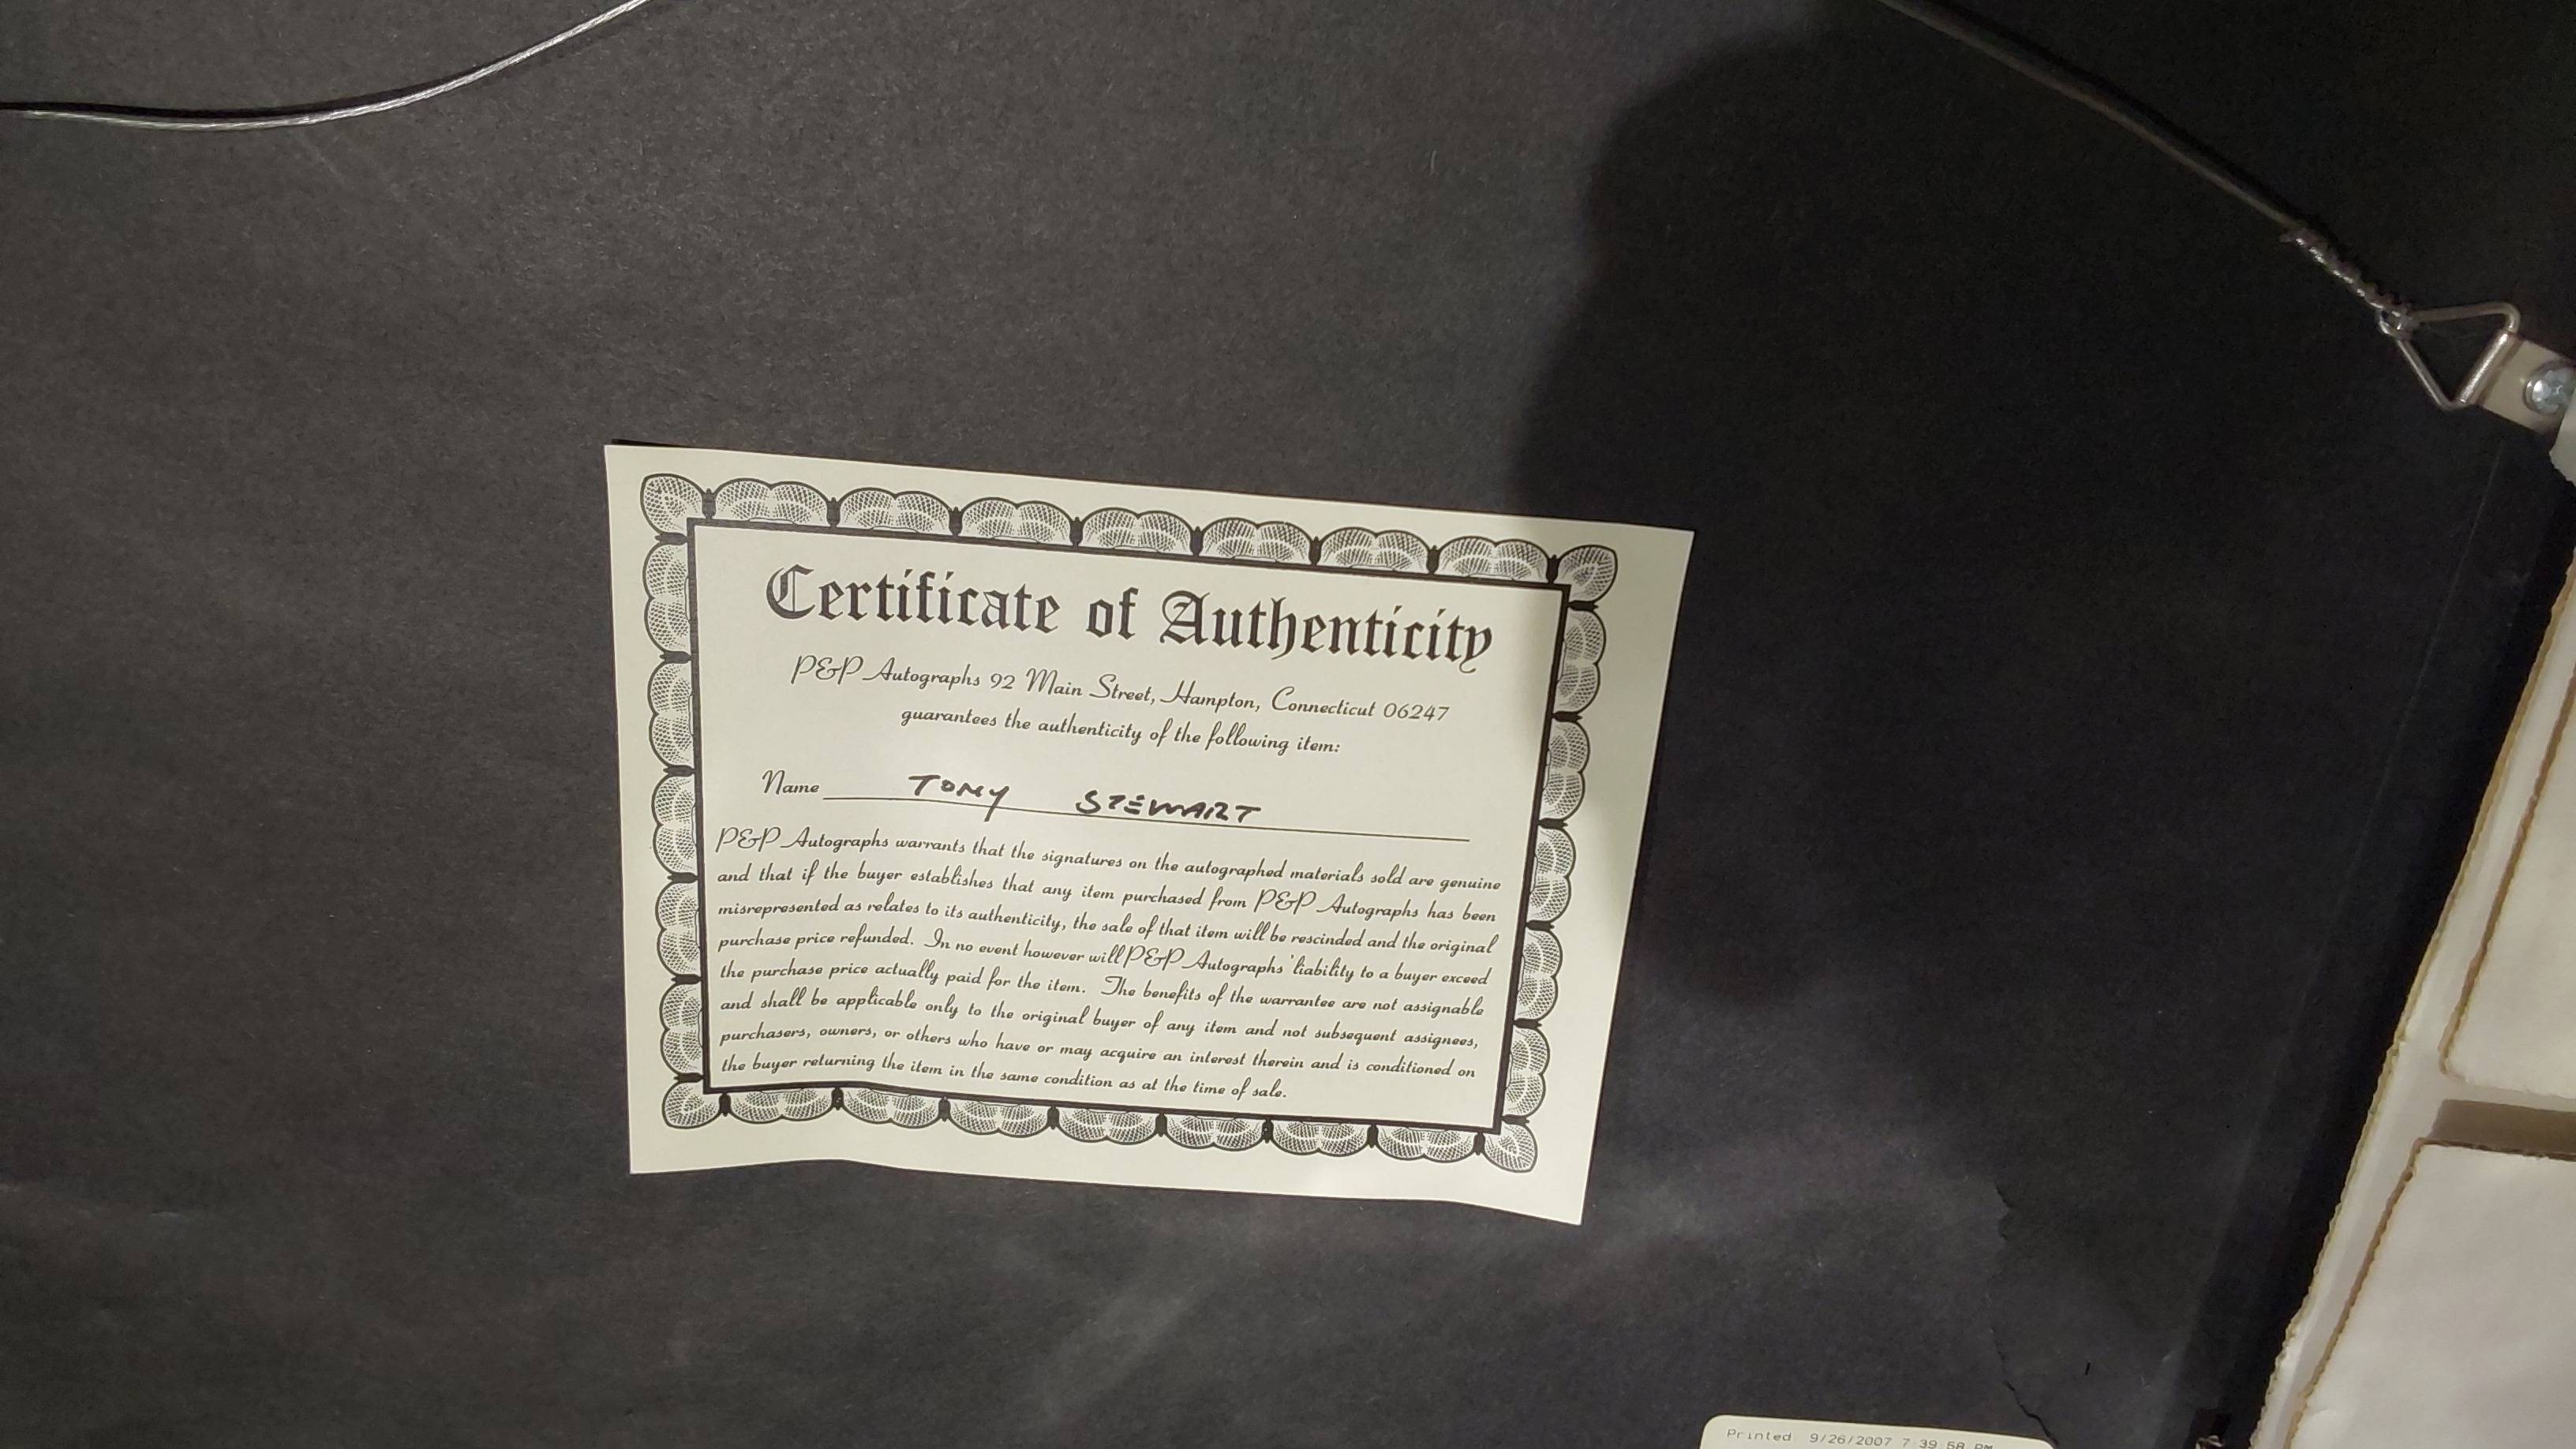 Certificate of Authenticity
P&P Autographs 92 Main Street, Hampton, Connecticut 06247
guarantees the authenticity of the following item:
Name TONY STEWART
P&P Autographs warrants that the signatures on the autographed materials sold are genuine
and that if the buyer establishes that any item purchased from P&P Autographs has been
misrepresented as relates to its authenticity, the sale of that item will be rescinded and the original
purchase price refunded. In no event however will P&P Autographs' liability to a buyer exceed
the purchase price actually paid for the item. The benefits of the warrantee are not assignable
and shall be applicable only to the original buyer of any item and not subsequent assignees,
purchasers, owners, or others who have or may acquire an interest therein and is conditioned on
the buyer returning the item in the same condition as at the time of sale.
Printed 9/26/2007 7:39:58 PM